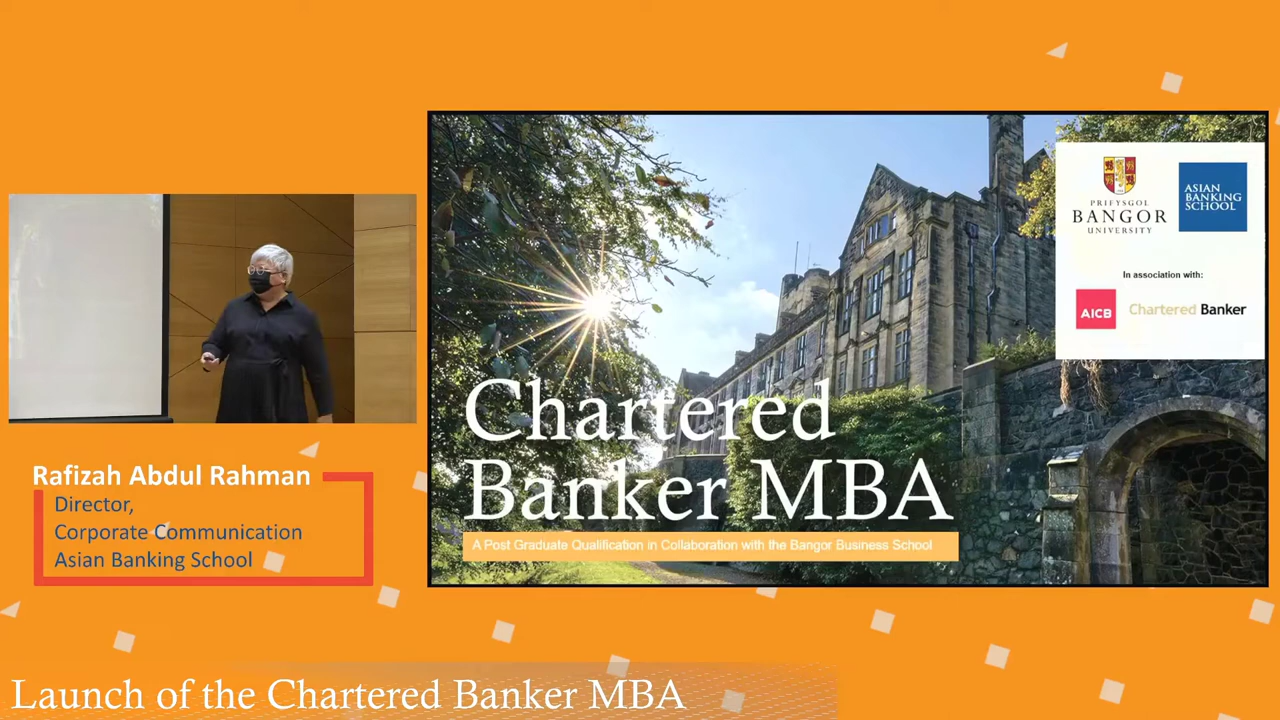 Rafizah Abdul Rahman
Director,
Corporate Communication
Asian Banking School
PRIFYSGOL
BANGOR
UNIVERSITY
ASIAN
BANKING
SCHOOL
In association with:
AICB
Chartered Banker
Chartered
Banker MBA
A Post Graduate Qualification in Collaboration with the Bangor Business School
Launch of the Chartered Banker MBA